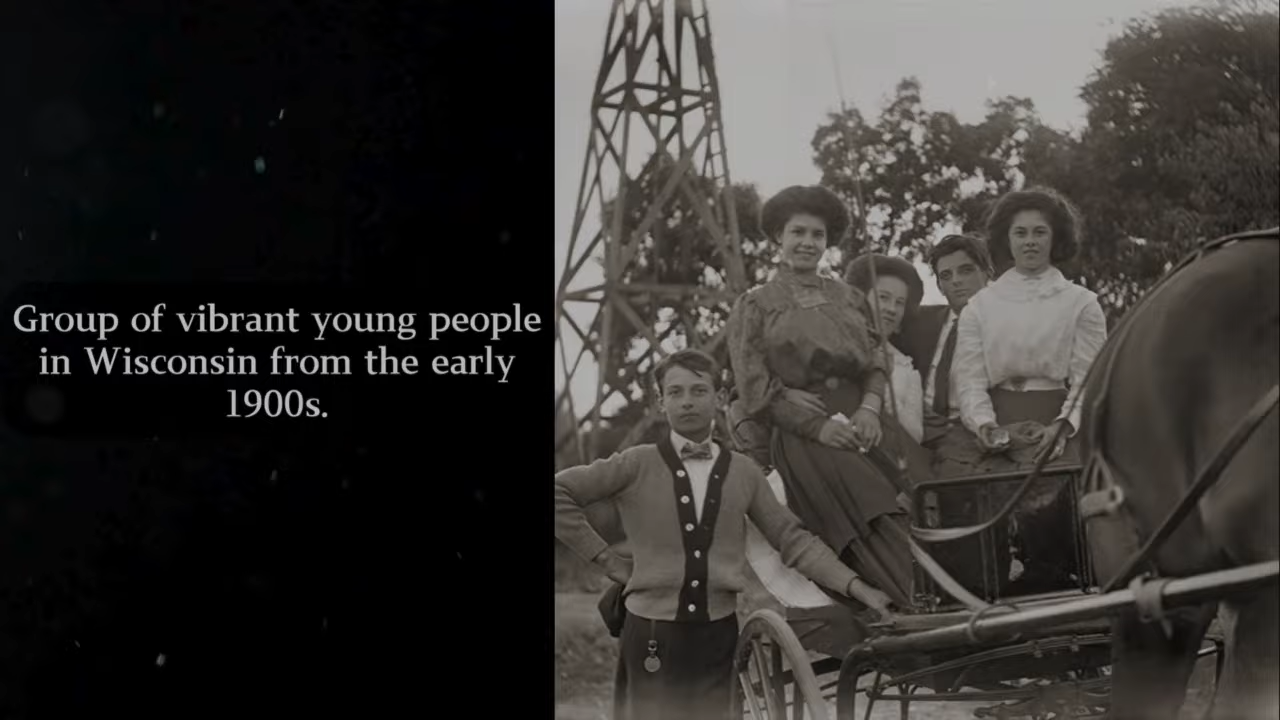 Group of vibrant young people
in Wisconsin from the early
1900s.